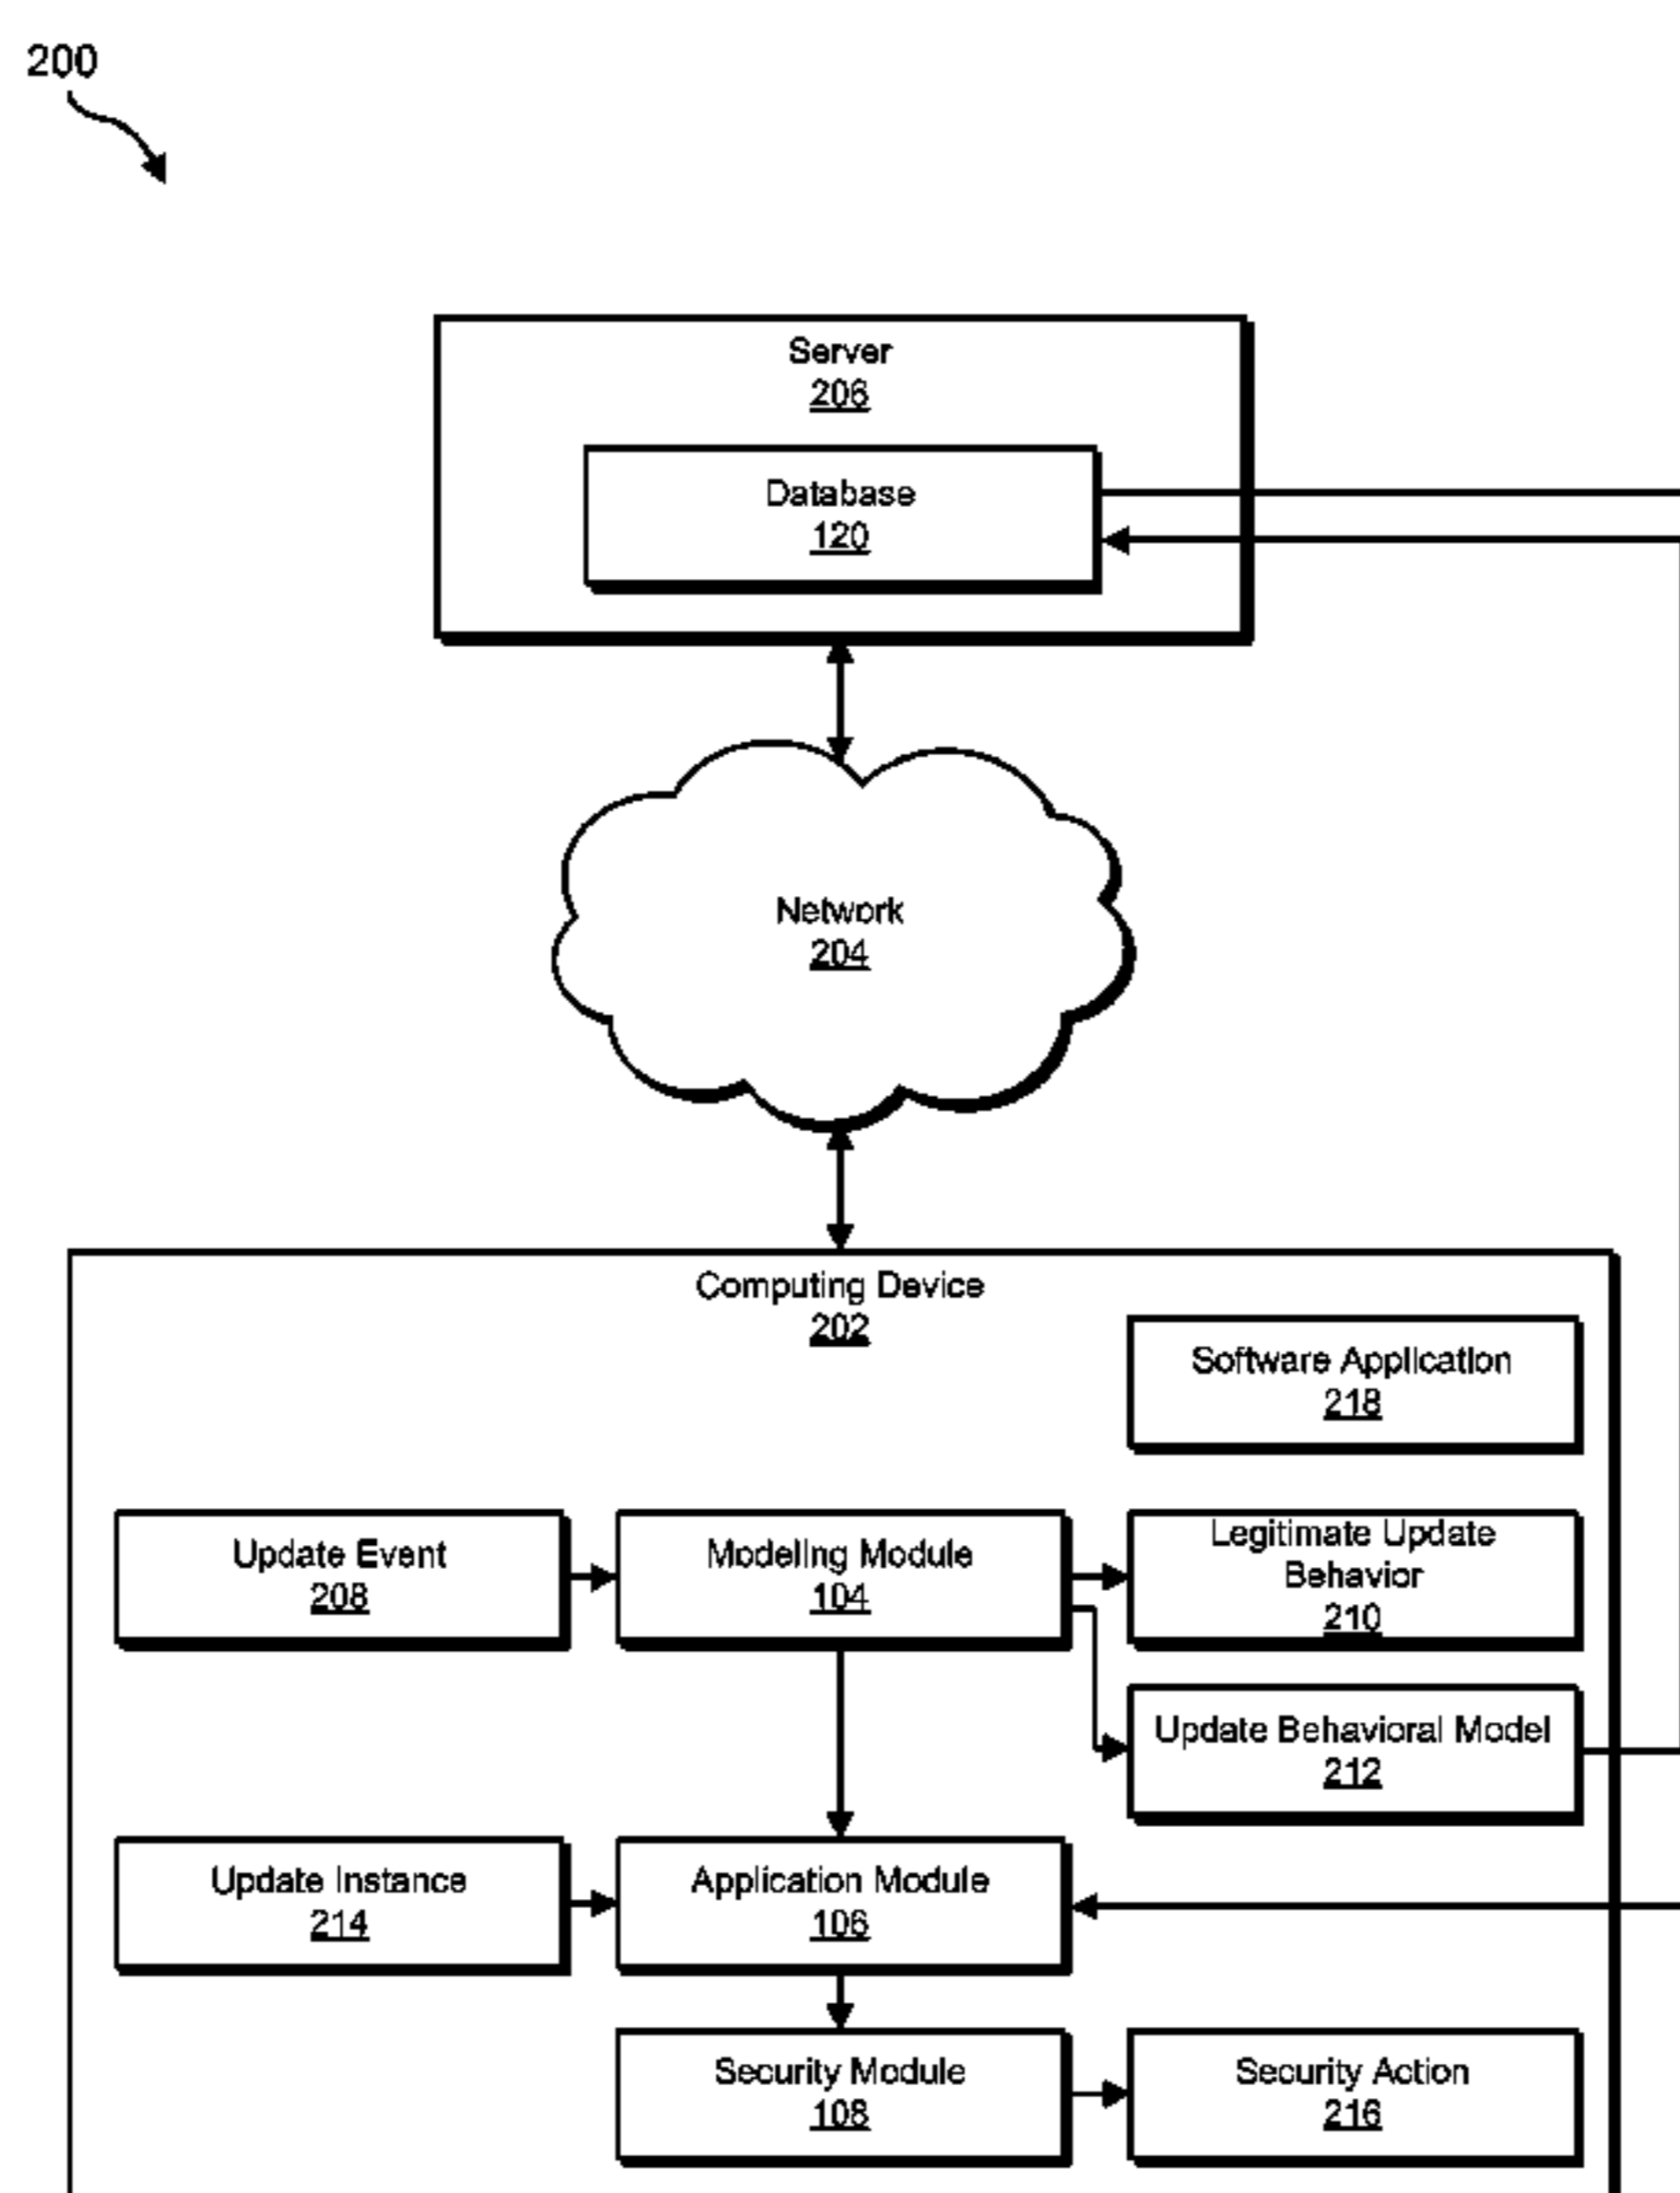 200
Server
206
Database
120
Network
204
Computing Device
202
Software Application
218
Update Event
208
Modeling Module
104
Legitimate Update
Behavior
210
Update Behavioral Model
212
Update Instance
214
Application Module
106
Security Module
108
Security Action
216